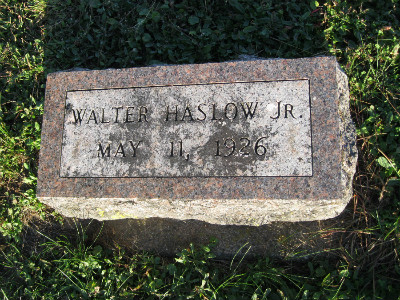 WALTER HASLOW JR.
MAY 11, 1926